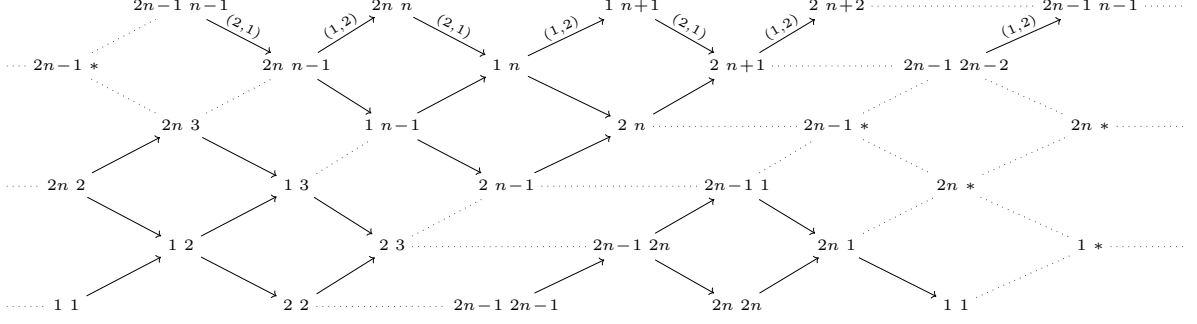 2n−1 n−1 2n n 1 n+1 2 n+2 2n−1 n−1
(2,1) (1,2) (2,1) (1,2) (2,1) (1,2) (1,2)
2n−1 * 2n n−1 1 n 2 n+1 2n−1 2n−2
2n 3 1 n−1 2 n 2n−1 * 2n *
2n 2 1 3 2 n−1 2n−1 1 2n *
1 2 2 3 2n−1 2n 2n 1 1 *
1 1 2 2 2n−1 2n−1 2n 2n 1 1